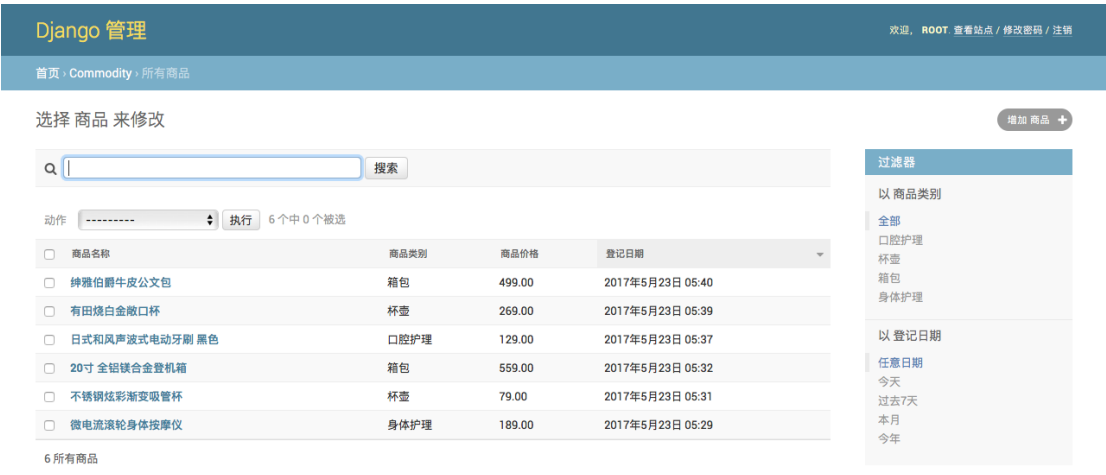 Django 管理
欢迎， ROOT. 查看站点 / 修改密码 / 注销
首页 › Commodity › 所有商品
选择 商品 来修改
增加 商品 +
搜索
动作 --------- 执行 6 个中 0 个被选
商品名称 商品类别 商品价格 登记日期
绅雅伯爵牛皮公文包 箱包 499.00 2017年5月23日 05:40
有田烧白金敞口杯 杯壶 269.00 2017年5月23日 05:39
日式和风声波式电动牙刷 黑色 口腔护理 129.00 2017年5月23日 05:37
20寸 全铝镁合金登机箱 箱包 559.00 2017年5月23日 05:32
不锈钢炫彩渐变吸管杯 杯壶 79.00 2017年5月23日 05:31
微电流滚轮身体按摩仪 身体护理 189.00 2017年5月23日 05:29
6 所有商品
过滤器
以 商品类别
全部
口腔护理
杯壶
箱包
身体护理
以 登记日期
任意日期
今天
过去7天
本月
今年